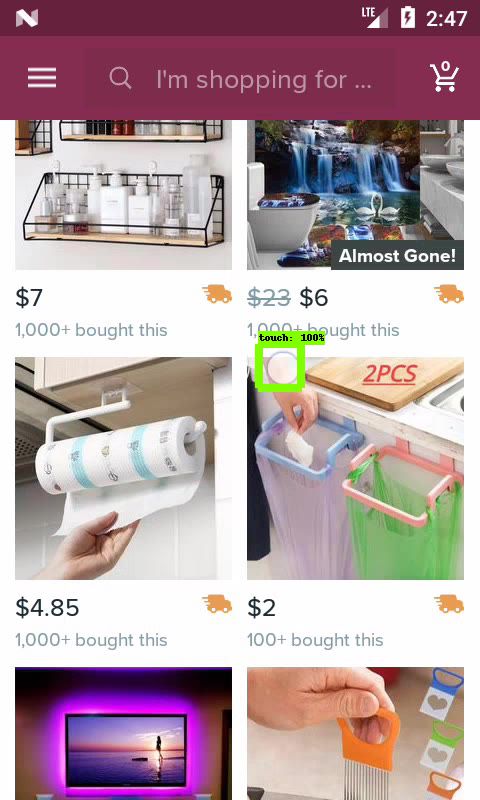 LTE 2:47
I'm shopping for ...
0
Almost Gone!
$7
$23 $6
1,000+ bought this
1,000+ bought this
touch: 100%
2PCS
$4.85
$2
1,000+ bought this
100+ bought this